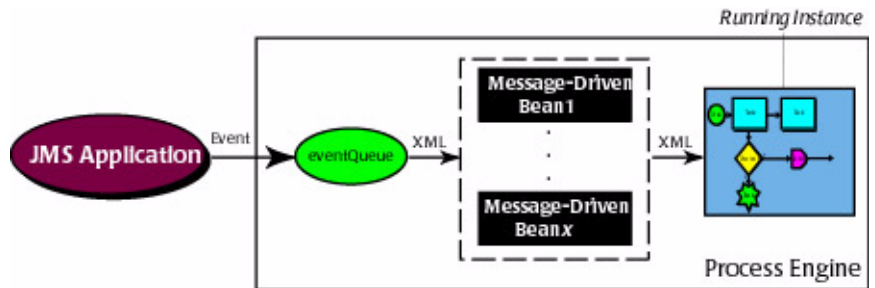 Running Instance
Message-Driven
Bean1
JMS Application
Event
eventQueue
XML
XML
Message-Driven
Beanx
Process Engine